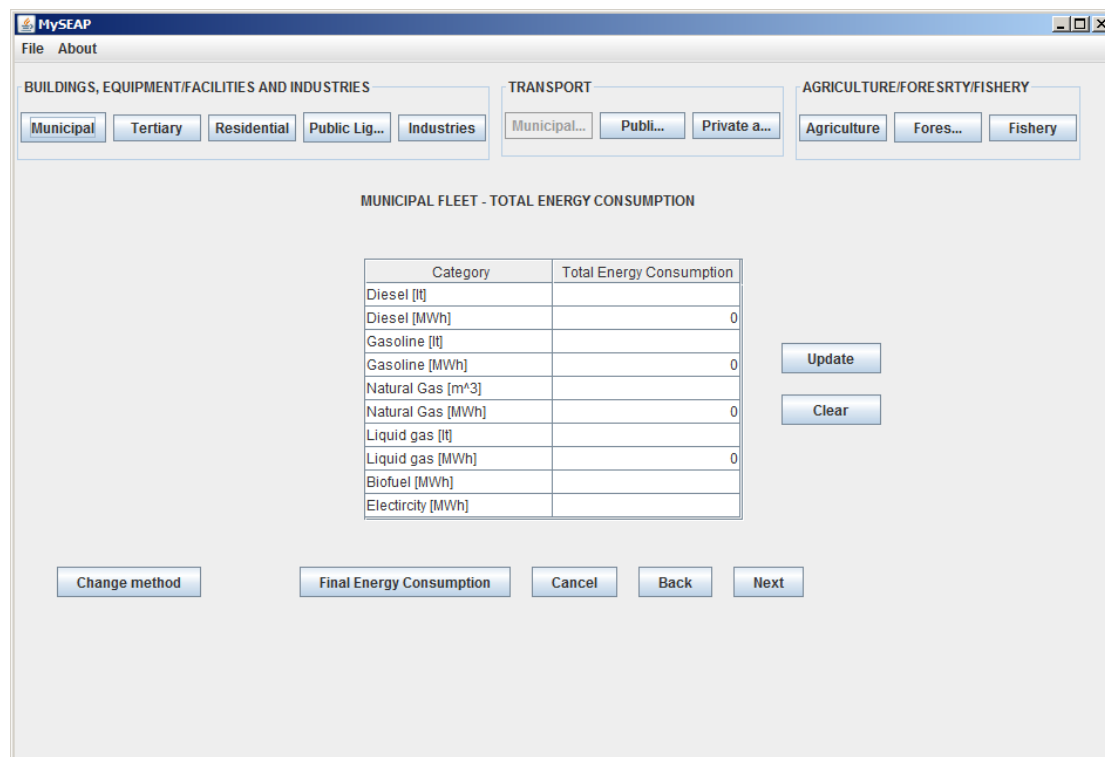 MySEAP
File About
BUILDINGS, EQUIPMENT/FACILITIES AND INDUSTRIES TRANSPORT AGRICULTURE/FORESRTY/FISHERY
Municipal Tertiary Residential Public Lig... Industries Municipal... Publi... Private a... Agriculture Fores... Fishery
MUNICIPAL FLEET - TOTAL ENERGY CONSUMPTION
Category Total Energy Consumption
Diesel [lt]
Diesel [MWh] 0
Gasoline [lt]
Gasoline [MWh] 0
Update
Natural Gas [m^3]
Natural Gas [MWh] 0
Clear
Liquid gas [lt]
Liquid gas [MWh] 0
Biofuel [MWh]
Electircity [MWh]
Change method Final Energy Consumption Cancel Back Next